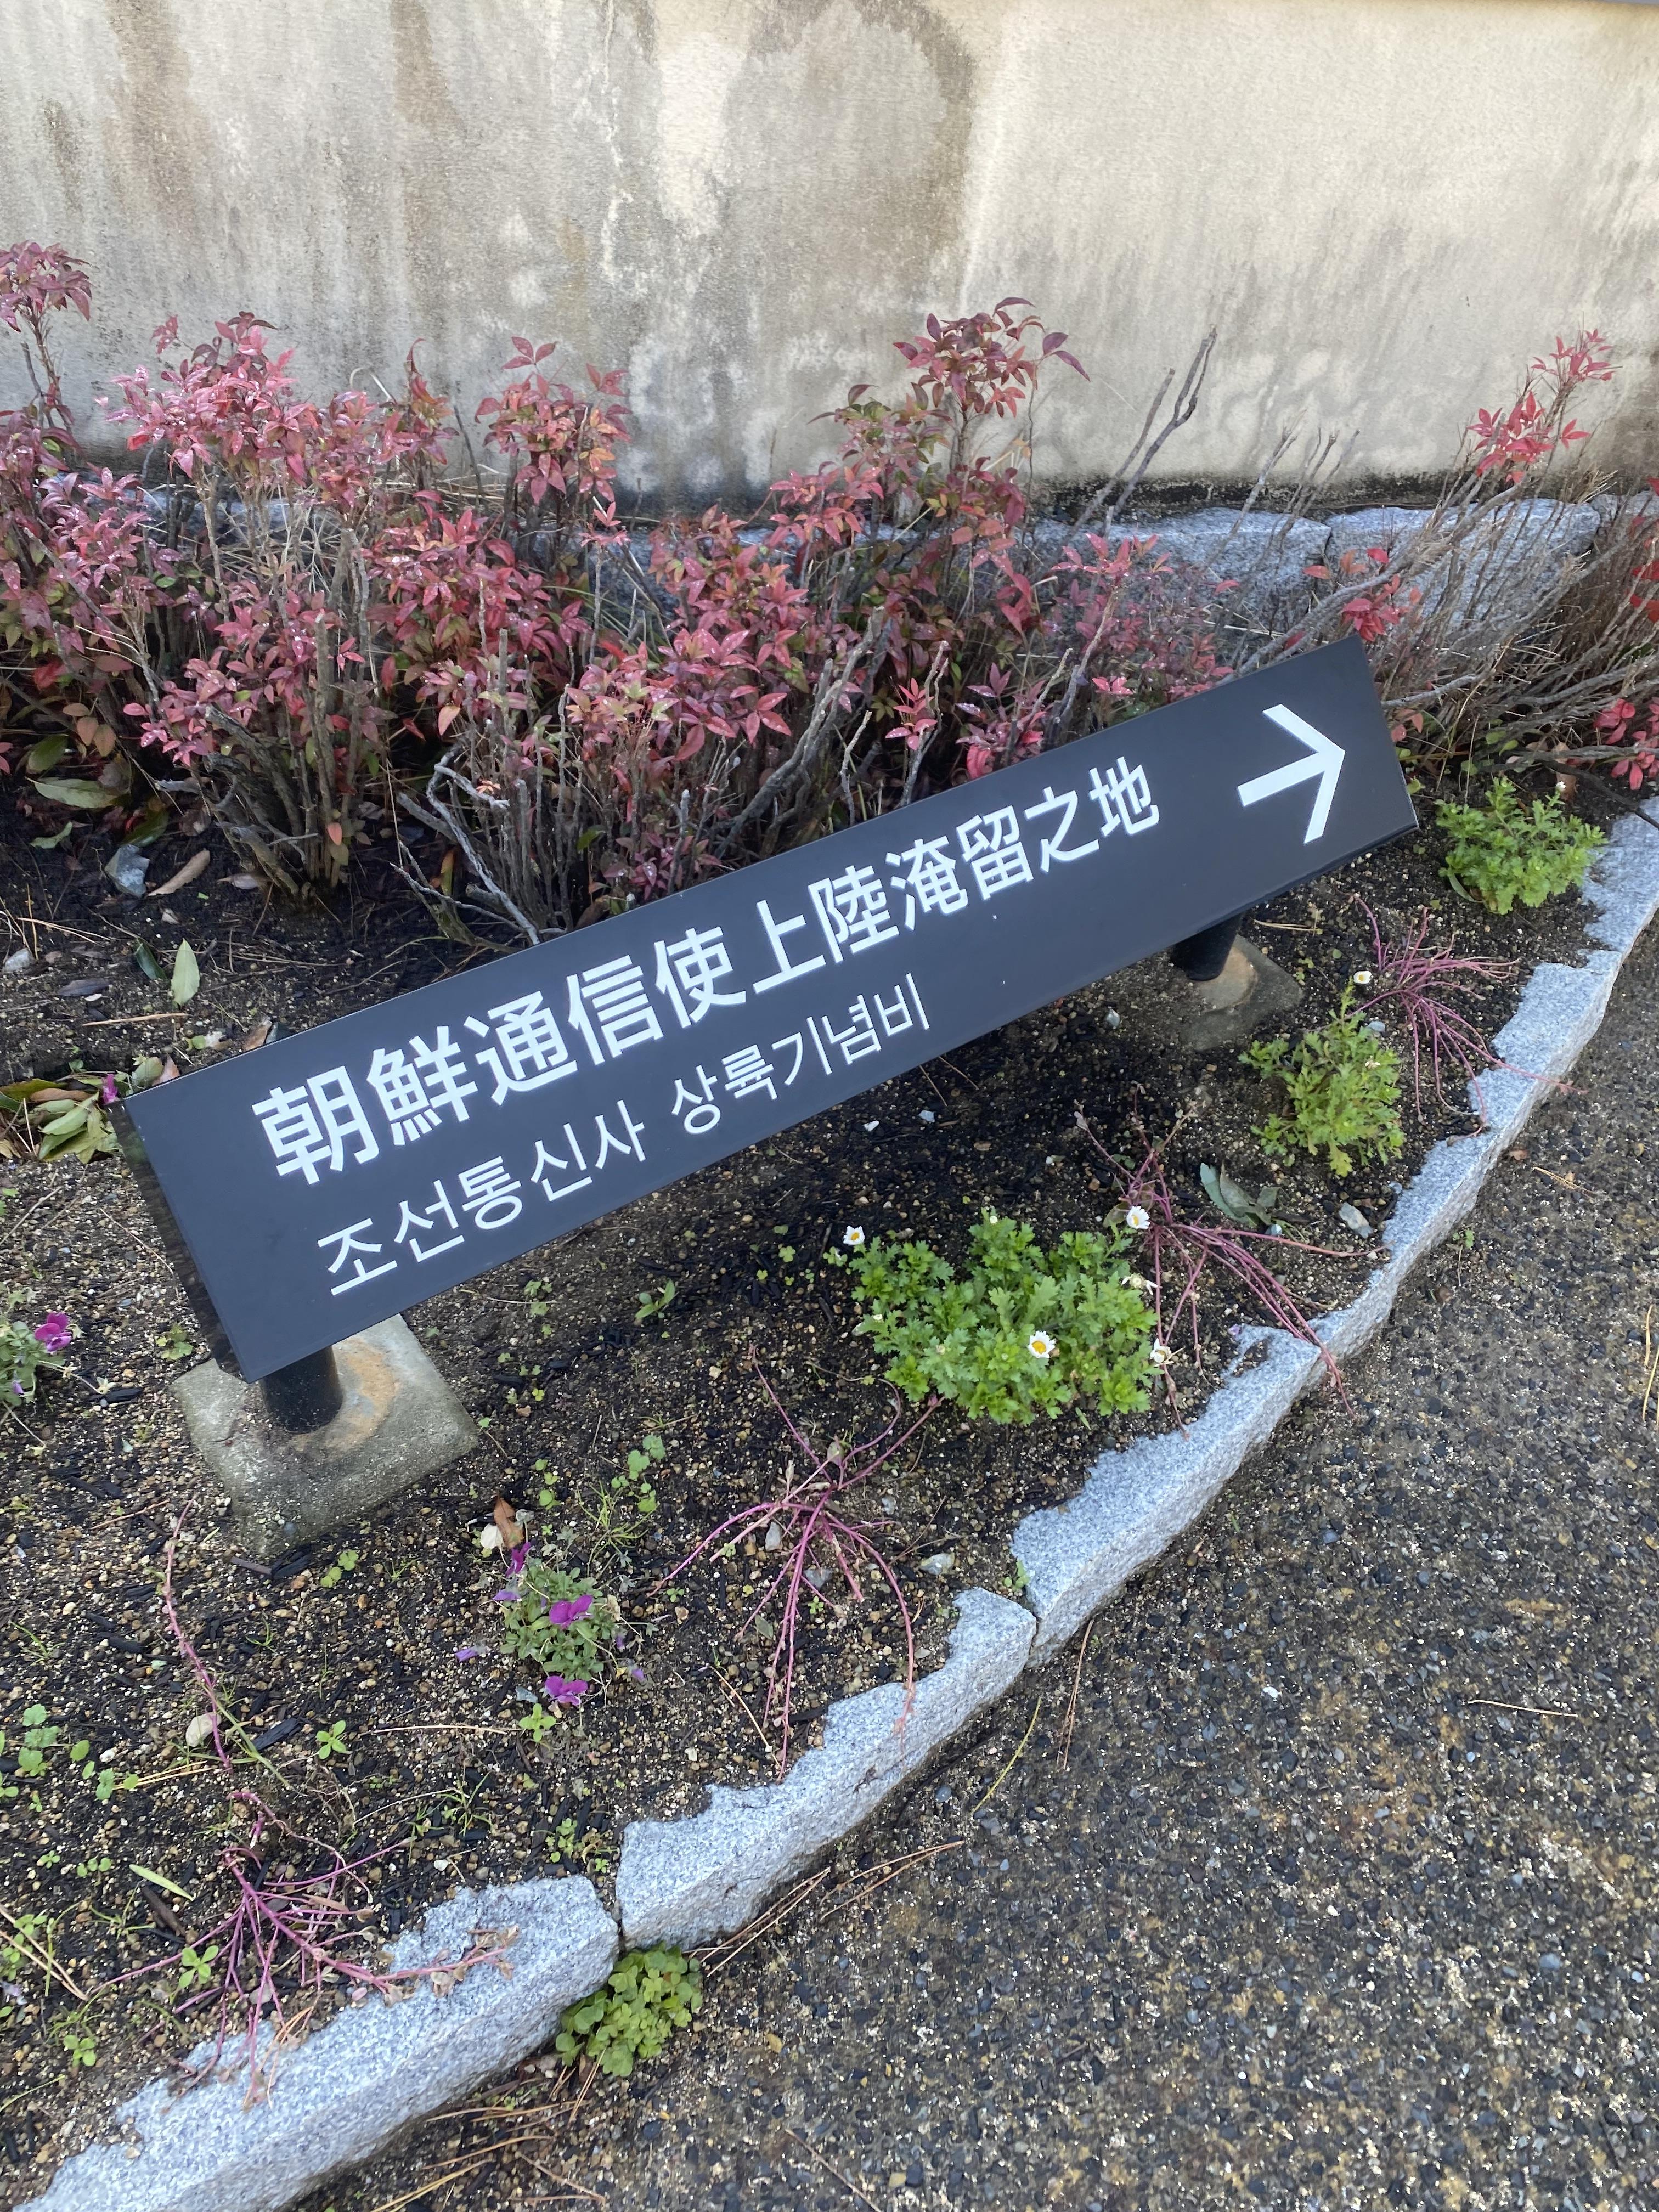 朝鮮通信使上陸淹留之地 →
조선통신사 상륙기념비